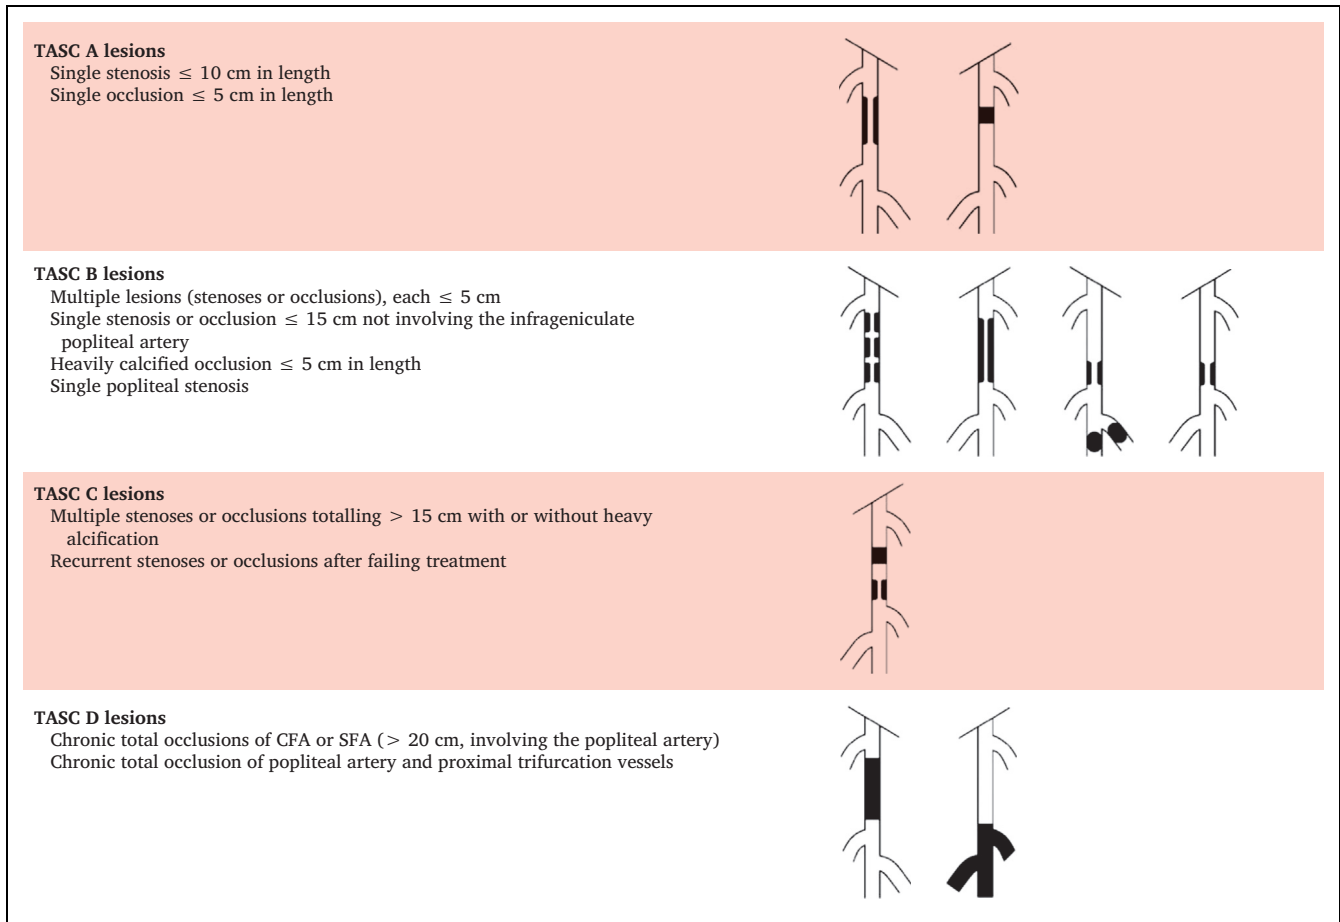 TASC A lesions
Single stenosis ≤ 10 cm in length
Single occlusion ≤ 5 cm in length
TASC B lesions
Multiple lesions (stenoses or occlusions), each ≤ 5 cm
Single stenosis or occlusion ≤ 15 cm not involving the infrageniculate
popliteal artery
Heavily calcified occlusion ≤ 5 cm in length
Single popliteal stenosis
TASC C lesions
Multiple stenoses or occlusions totalling > 15 cm with or without heavy
alcification
Recurrent stenoses or occlusions after failing treatment
TASC D lesions
Chronic total occlusions of CFA or SFA (> 20 cm, involving the popliteal artery)
Chronic total occlusion of popliteal artery and proximal trifurcation vessels